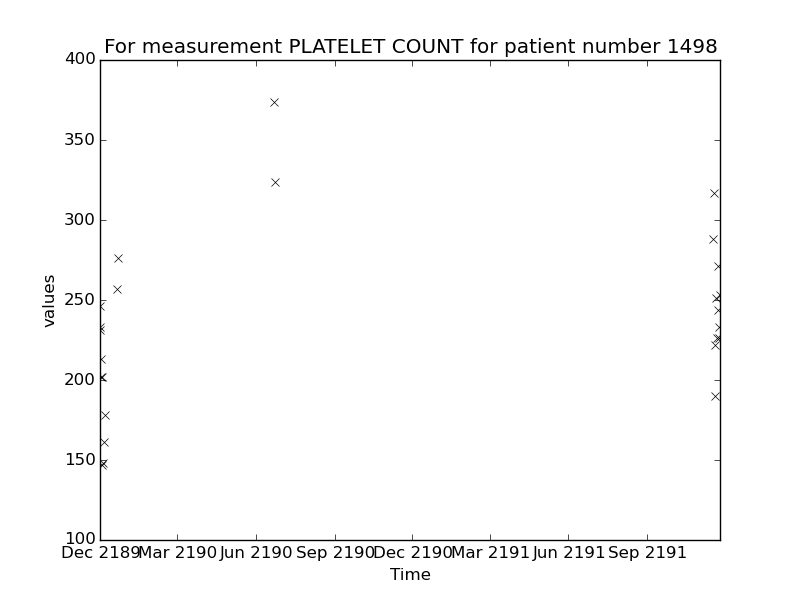 For measurement PLATELET COUNT for patient number 1498
400
350
300
250
200
150
100
values
Dec 2189 Mar 2190 Jun 2190 Sep 2190 Dec 2190 Mar 2191 Jun 2191 Sep 2191
Time